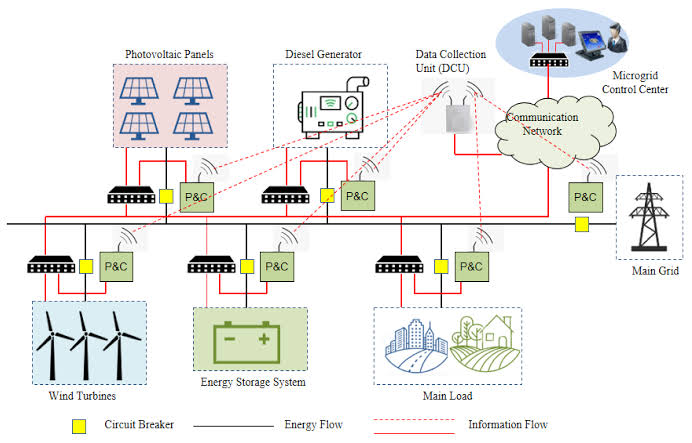 Photovoltaic Panels
Diesel Generator
Data Collection
Unit (DCU)
Microgrid
Control Center
Communication
Network
P&C
P&C
P&C
Main Grid
P&C
P&C
P&C
Wind Turbines
Energy Storage System
Main Load
Circuit Breaker
Energy Flow
Information Flow